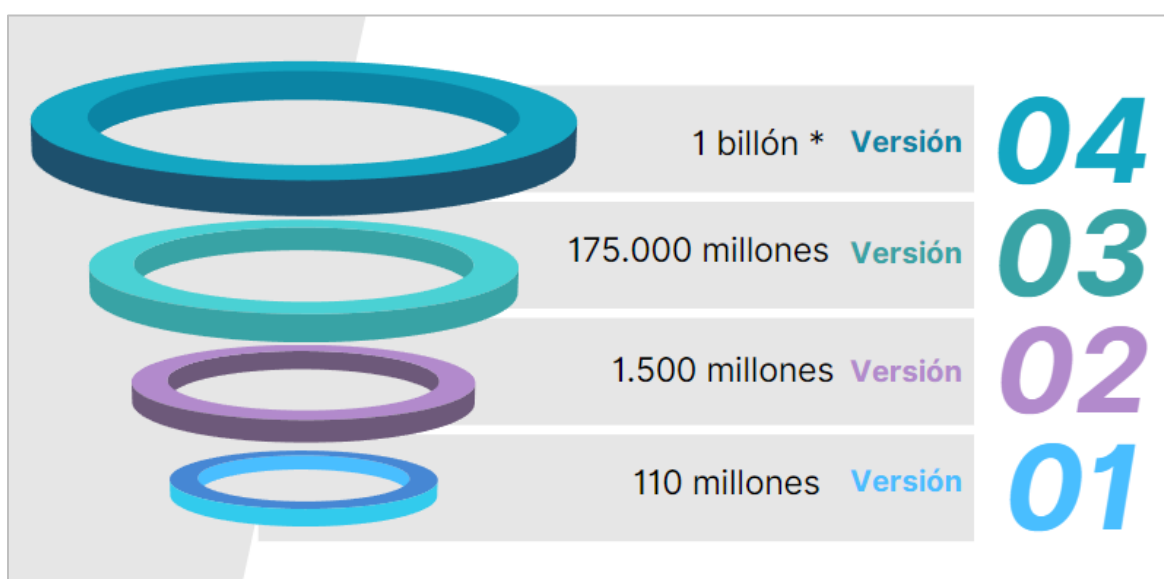 1 billón * Versión 04
175.000 millones Versión 03
1.500 millones Versión 02
110 millones Versión 01